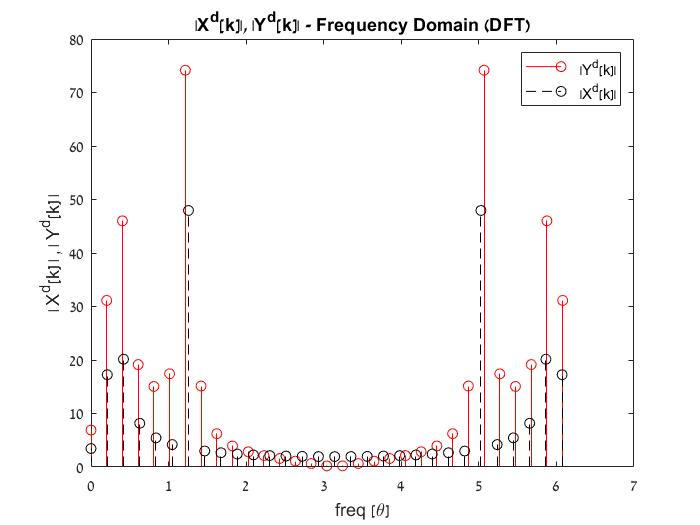 |X^d[k]|, |Y^d[k]| - Frequency Domain (DFT)
|Y^d[k]|
|X^d[k]|
|X^d[k]|, |Y^d[k]|
80
70
60
50
40
30
20
10
0
0 1 2 3 4 5 6 7
freq [θ]